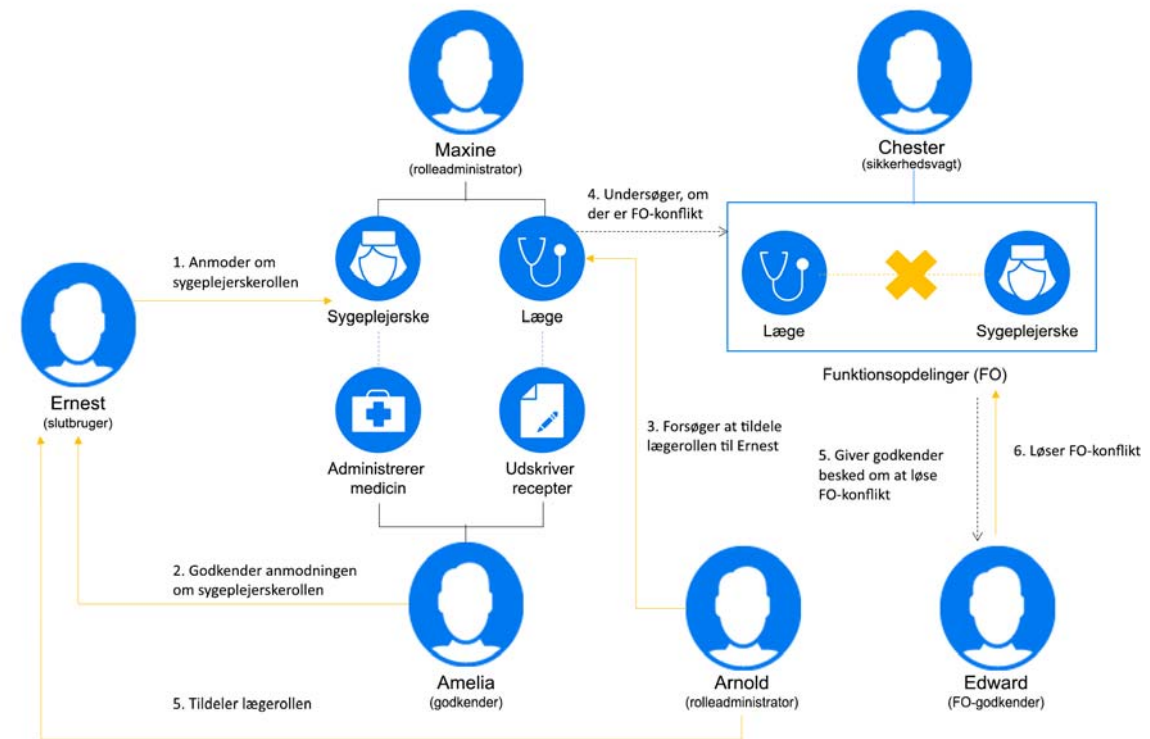 Maxine
(rolleadministrator)
Chester
(sikkerhedsvagt)
4. Undersøger, om
der er FO-konflikt
1. Anmoder om
sygeplejerskerollen
Sygeplejerske
Læge
Læge
Sygeplejerske
Funktionsopdelinger (FO)
Ernest
(slutbruger)
3. Forsøger at tildele
lægerollen til Ernest
5. Giver godkender
besked om at løse
FO-konflikt
6. Løser FO-konflikt
Administrerer
medicin
Udskriver
recepter
2. Godkender anmodningen
om sygeplejerskerollen
Amelia
(godkender)
Arnold
(rolleadministrator)
Edward
(FO-godkender)
5. Tildeler lægerollen